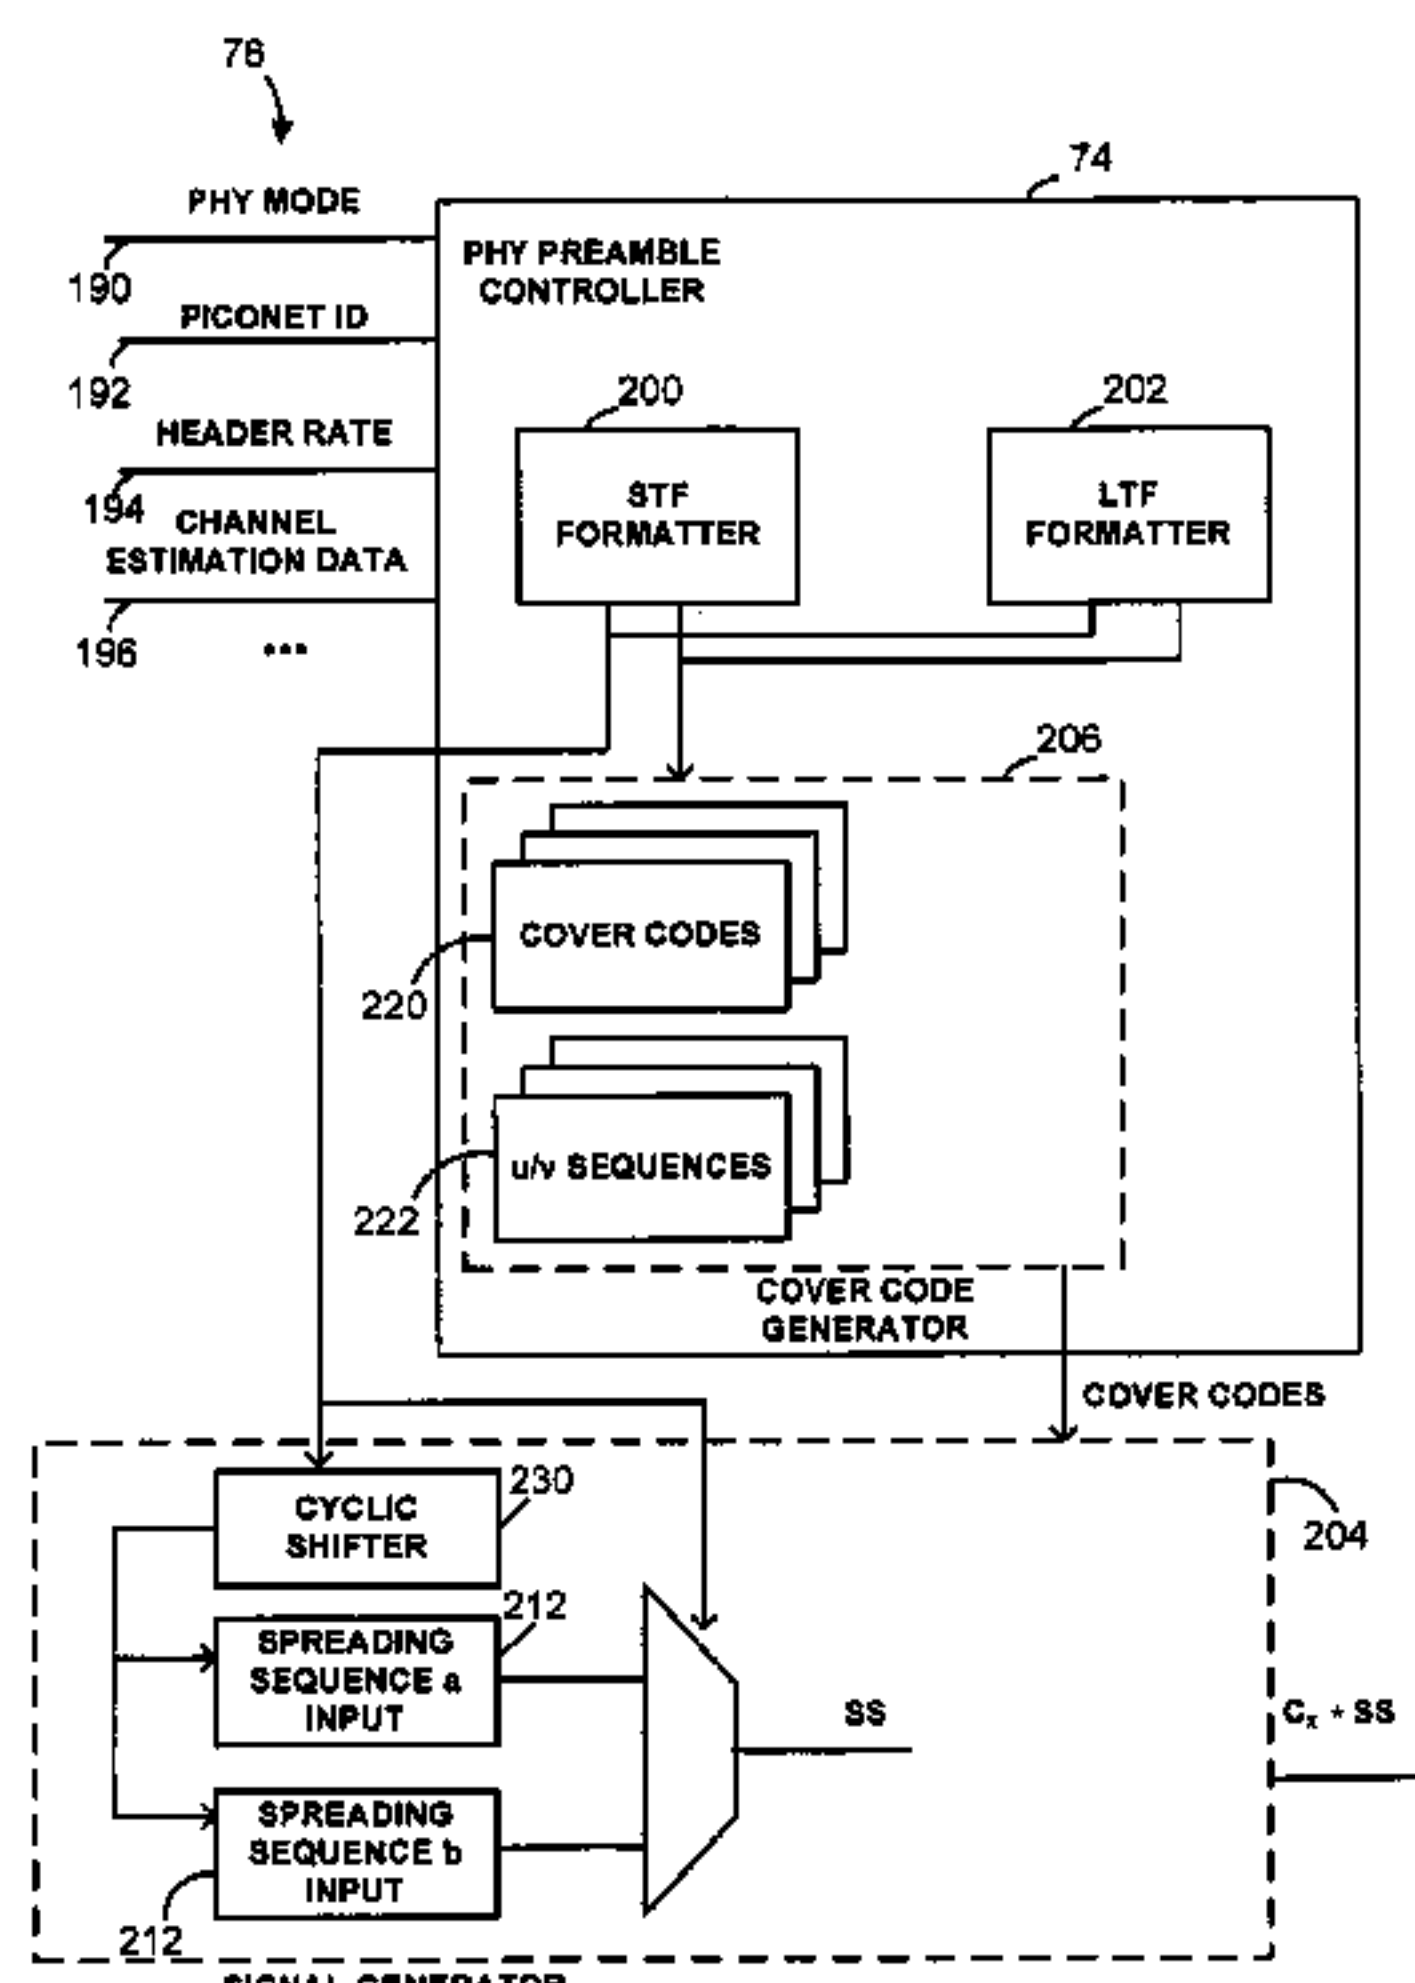 76
74
PHY MODE
190
PHY PREAMBLE
CONTROLLER
PICONET ID
192
200
202
HEADER RATE
194
STF
FORMATTER
LTF
FORMATTER
CHANNEL
ESTIMATION DATA
196
...
206
COVER CODES
220
u/v SEQUENCES
222
COVER CODE
GENERATOR
COVER CODES
CYCLIC
SHIFTER
230
204
212
SPREADING
SEQUENCE a
INPUT
SS
Cx * SS
SPREADING
SEQUENCE b
INPUT
212
SIGNAL GENERATOR